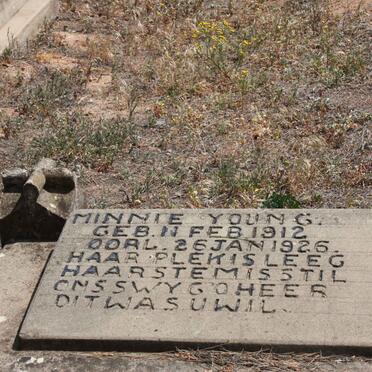 MINNIE YOUNG.
GEB. 11 FEB 1912
OORL. 26 JAN 1926.
HAAR PLEK IS LEEG
HAAR STEM IS STIL
ONS SWYG O HEER
DIT WAS U WIL.